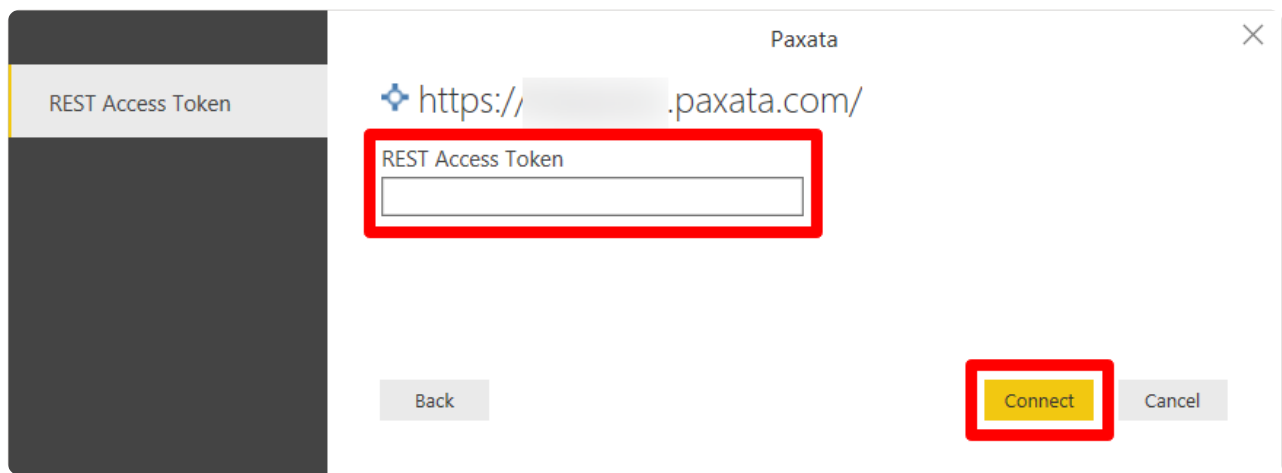 Paxata
REST Access Token
https:// .paxata.com/
REST Access Token
Back
Connect
Cancel